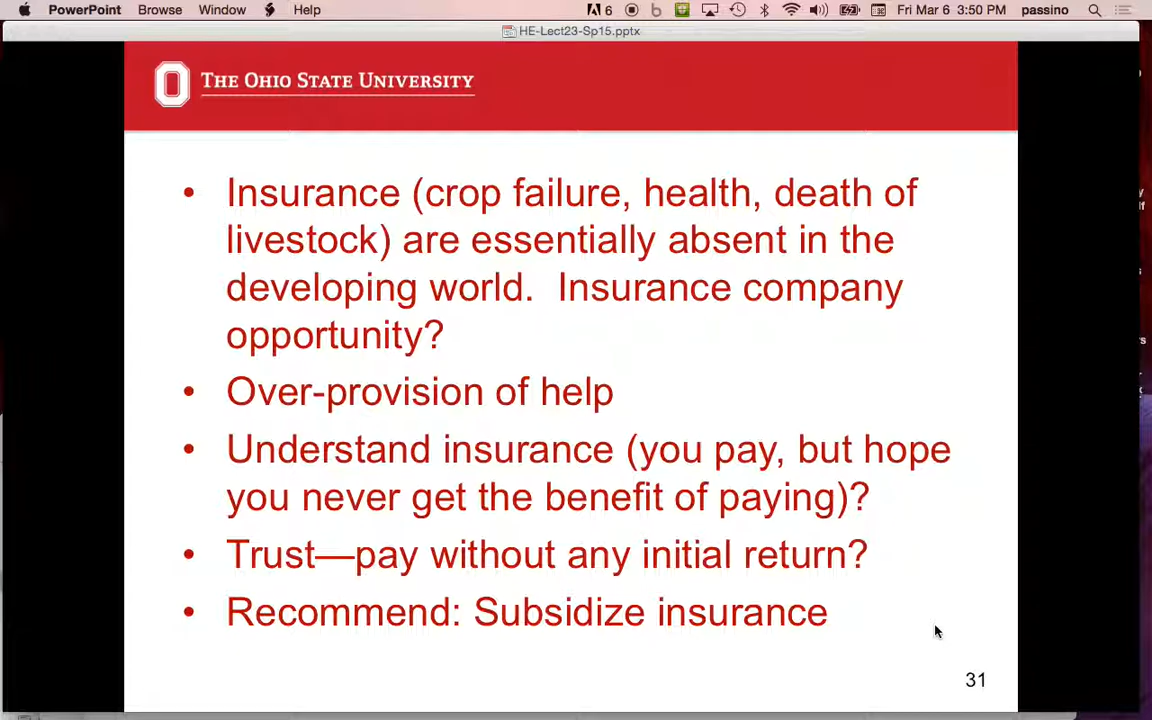 PowerPoint Browse Window Help 6 Fri Mar 6 3:50 PM passino
HE-Lect23-Sp15.pptx
THE OHIO STATE UNIVERSITY
• Insurance (crop failure, health, death of
livestock) are essentially absent in the
developing world.  Insurance company
opportunity?
• Over-provision of help
• Understand insurance (you pay, but hope
you never get the benefit of paying)?
• Trust—pay without any initial return?
• Recommend: Subsidize insurance
31